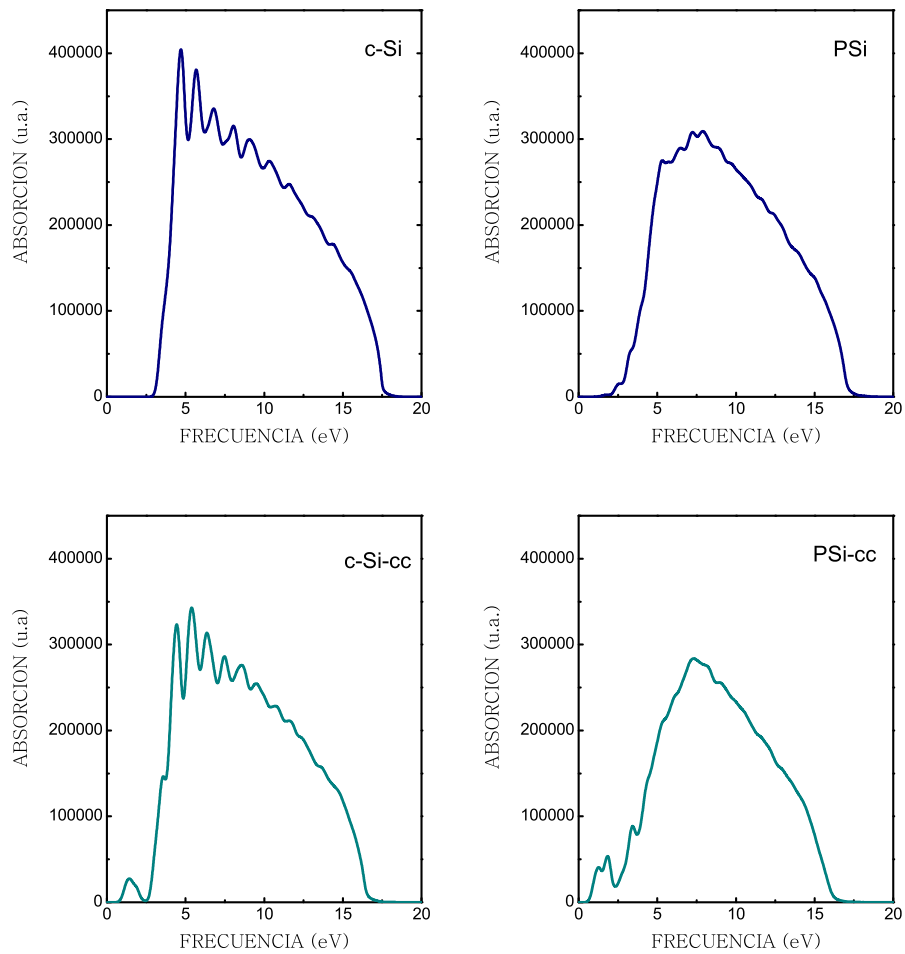 c-Si
ABSORCION (u.a.)
400000
300000
200000
100000
0
0 5 10 15 20
FRECUENCIA (eV)
PSi
ABSORCION (u.a.)
400000
300000
200000
100000
0
0 5 10 15 20
FRECUENCIA (eV)
c-Si-cc
ABSORCION (u.a)
400000
300000
200000
100000
0
0 5 10 15 20
FRECUENCIA (eV)
PSi-cc
ABSORCION (u.a.)
400000
300000
200000
100000
0
0 5 10 15 20
FRECUENCIA (eV)